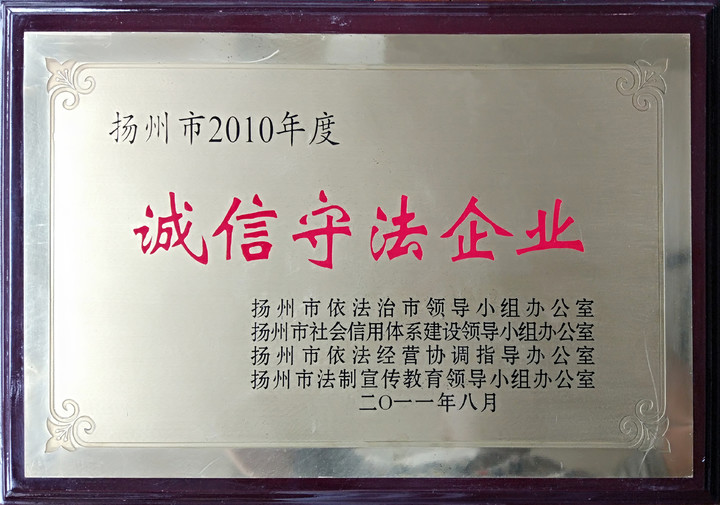 扬州市2010年度
诚信守法企业
扬州市依法治市领导小组办公室
扬州市社会信用体系建设领导小组办公室
扬州市依法经营协调指导办公室
扬州市法制宣传教育领导小组办公室
二〇一一年八月